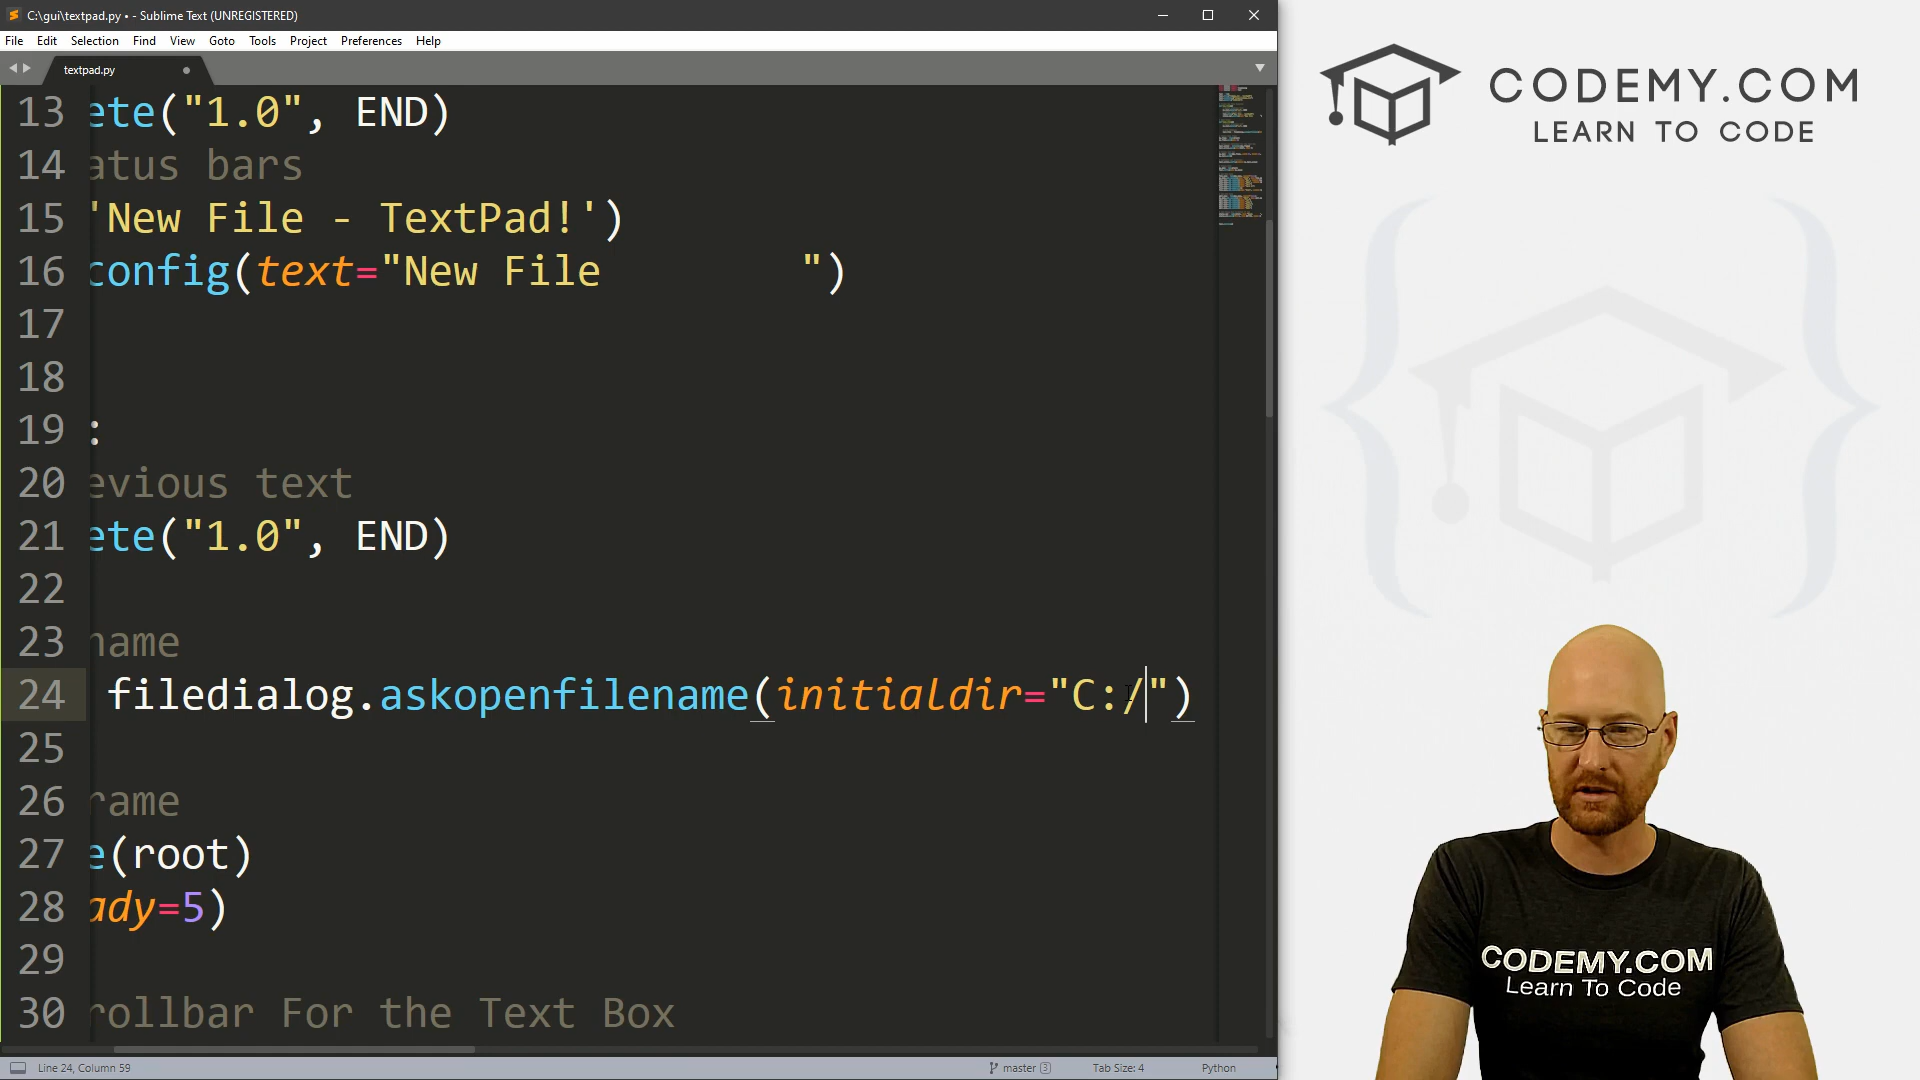 C:\gui\textpad.py • - Sublime Text (UNREGISTERED)
File Edit Selection Find View Goto Tools Project Preferences Help
textpad.py
13 ete("1.0", END)
14 atus bars
15 'New File - TextPad!')
16 config(text="New File        ")
17
18
19 :
20 evious text
21 ete("1.0", END)
22
23 name
24 filedialog.askopenfilename(initialdir="C:/")
25
26 rame
27 e(root)
28 ady=5)
29
30 rollbar For the Text Box
Line 24, Column 59
master 3
Tab Size: 4
Python
CODEMY.COM
LEARN TO CODE
CODEMY.COM
Learn To Code